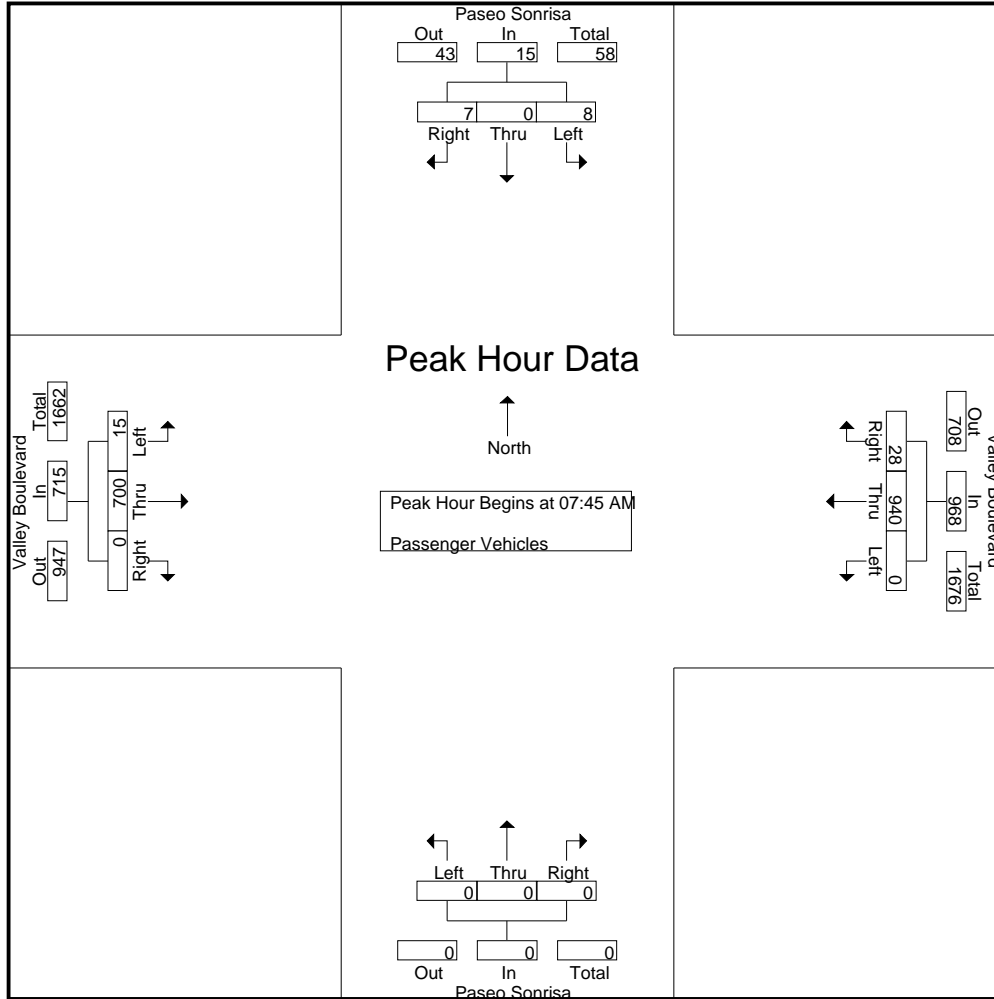 Paseo Sonrisa
Out In Total
43 15 58
7 0 8
Right Thru Left
Peak Hour Data
North
Peak Hour Begins at 07:45 AM
Passenger Vehicles
Valley Boulevard
Total In Out
1662 715 947
15 700 0
Left Thru Right
Valley Boulevard
Out In Total
708 968 1676
28 940 0
Right Thru Left
Left Thru Right
0 0 0
0 0 0
Out In Total
Paseo Sonrisa